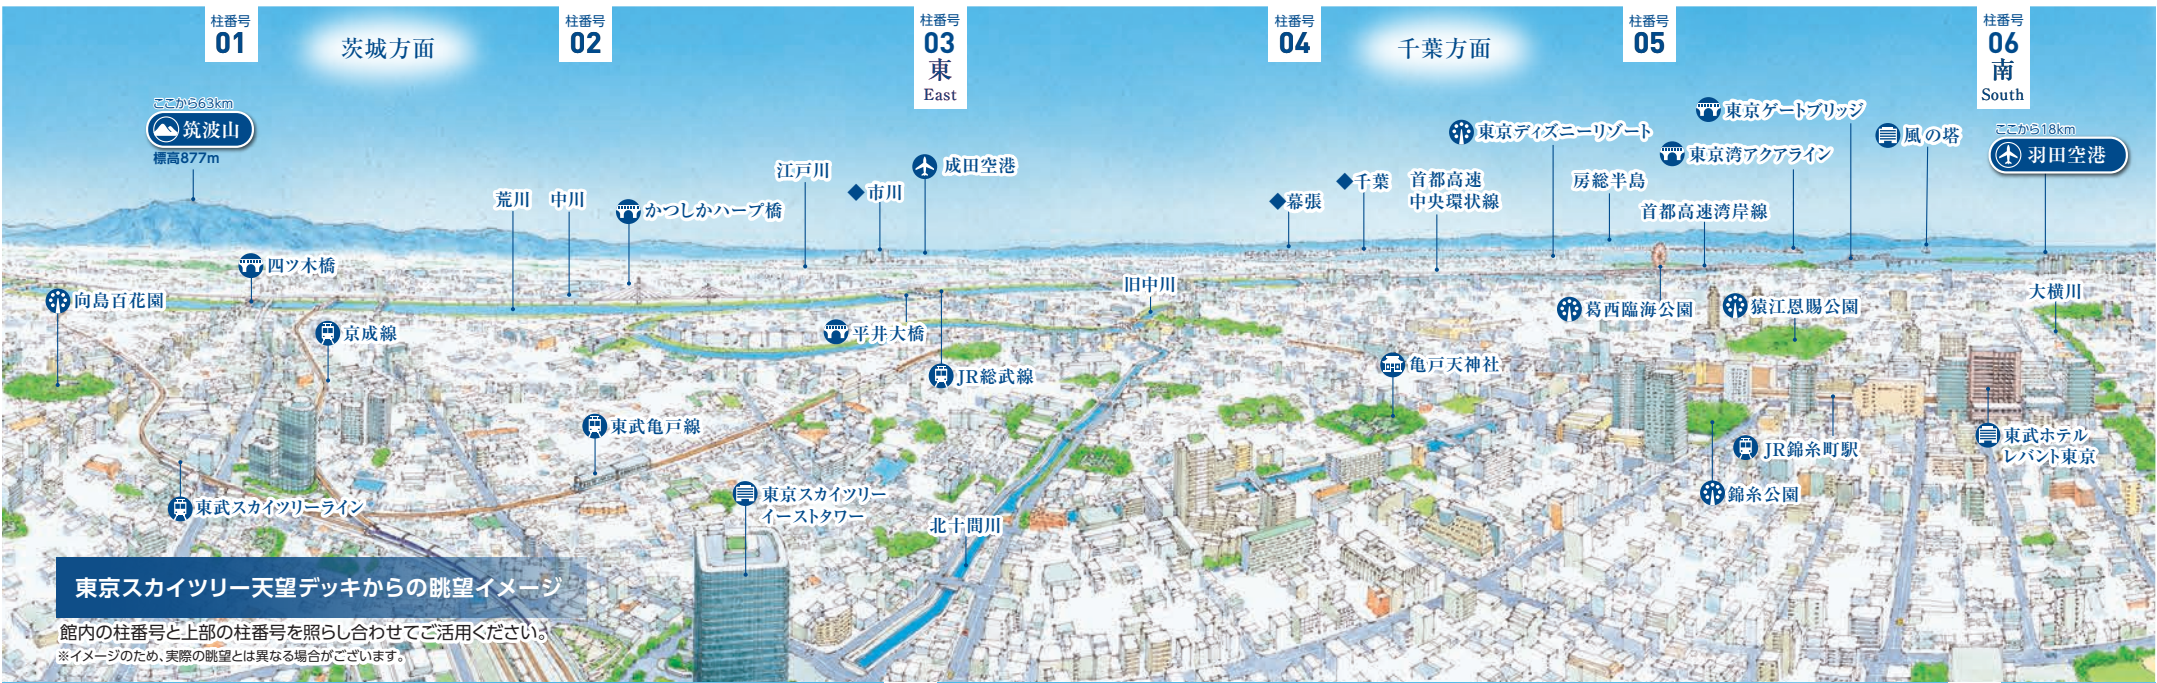 柱番号
01
茨城方面
柱番号
02
柱番号
03
東
East
柱番号
04
千葉方面
柱番号
05
柱番号
06
南
South
ここから63km
筑波山
標高877m
荒川
中川
かつしかハープ橋
江戸川
市川
成田空港
幕張
千葉
首都高速
中央環状線
東京ディズニーリゾート
房総半島
東京ゲートブリッジ
東京湾アクアライン
首都高速湾岸線
風の塔
ここから18km
羽田空港
四ツ木橋
向島百花園
京成線
平井大橋
旧中川
JR総武線
葛西臨海公園
猿江恩賜公園
大横川
亀戸天神社
東武亀戸線
東武スカイツリーライン
東京スカイツリー
イーストタワー
北十間川
JR錦糸町駅
錦糸公園
東武ホテル
レバント東京
東京スカイツリー天望デッキからの眺望イメージ
館内の柱番号と上部の柱番号を照らし合わせてご活用ください。
※イメージのため、実際の眺望とは異なる場合がございます。